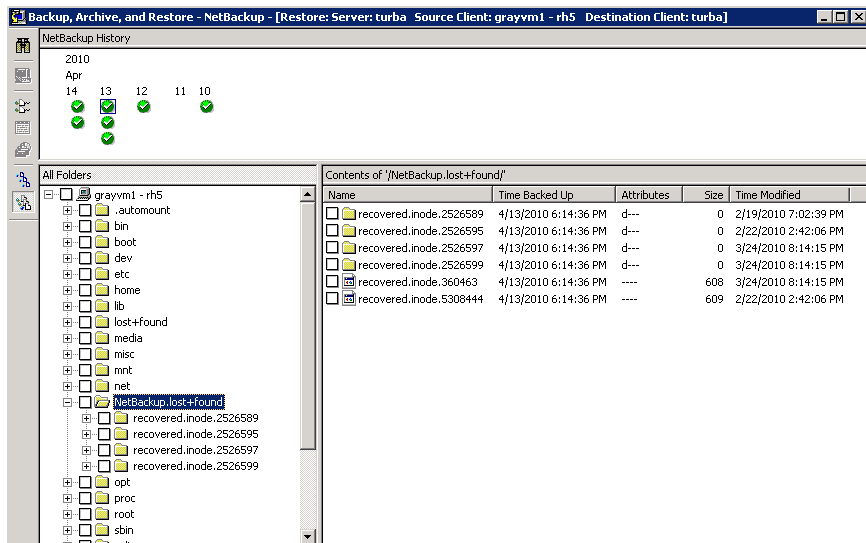 Backup, Archive, and Restore - NetBackup - [Restore: Server: turba Source Client: grayvm1 - rh5 Destination Client: turba]
NetBackup History
2010
Apr
14 13 12 11 10
All Folders
grayvm1 - rh5
.automount
bin
boot
dev
etc
home
lib
lost+found
media
misc
mnt
net
NetBackup.lost+found
recovered.inode.2526589
recovered.inode.2526595
recovered.inode.2526597
recovered.inode.2526599
opt
proc
root
sbin
Contents of '/NetBackup.lost+found/'
Name Time Backed Up Attributes Size Time Modified
recovered.inode.2526589 4/13/2010 6:14:36 PM d--- 0 2/19/2010 7:02:39 PM
recovered.inode.2526595 4/13/2010 6:14:36 PM d--- 0 2/22/2010 2:42:06 PM
recovered.inode.2526597 4/13/2010 6:14:36 PM d--- 0 3/24/2010 8:14:15 PM
recovered.inode.2526599 4/13/2010 6:14:36 PM d--- 0 3/24/2010 8:14:15 PM
recovered.inode.360463 4/13/2010 6:14:36 PM ---- 608 3/24/2010 8:14:15 PM
recovered.inode.5308444 4/13/2010 6:14:36 PM ---- 609 2/22/2010 2:42:06 PM